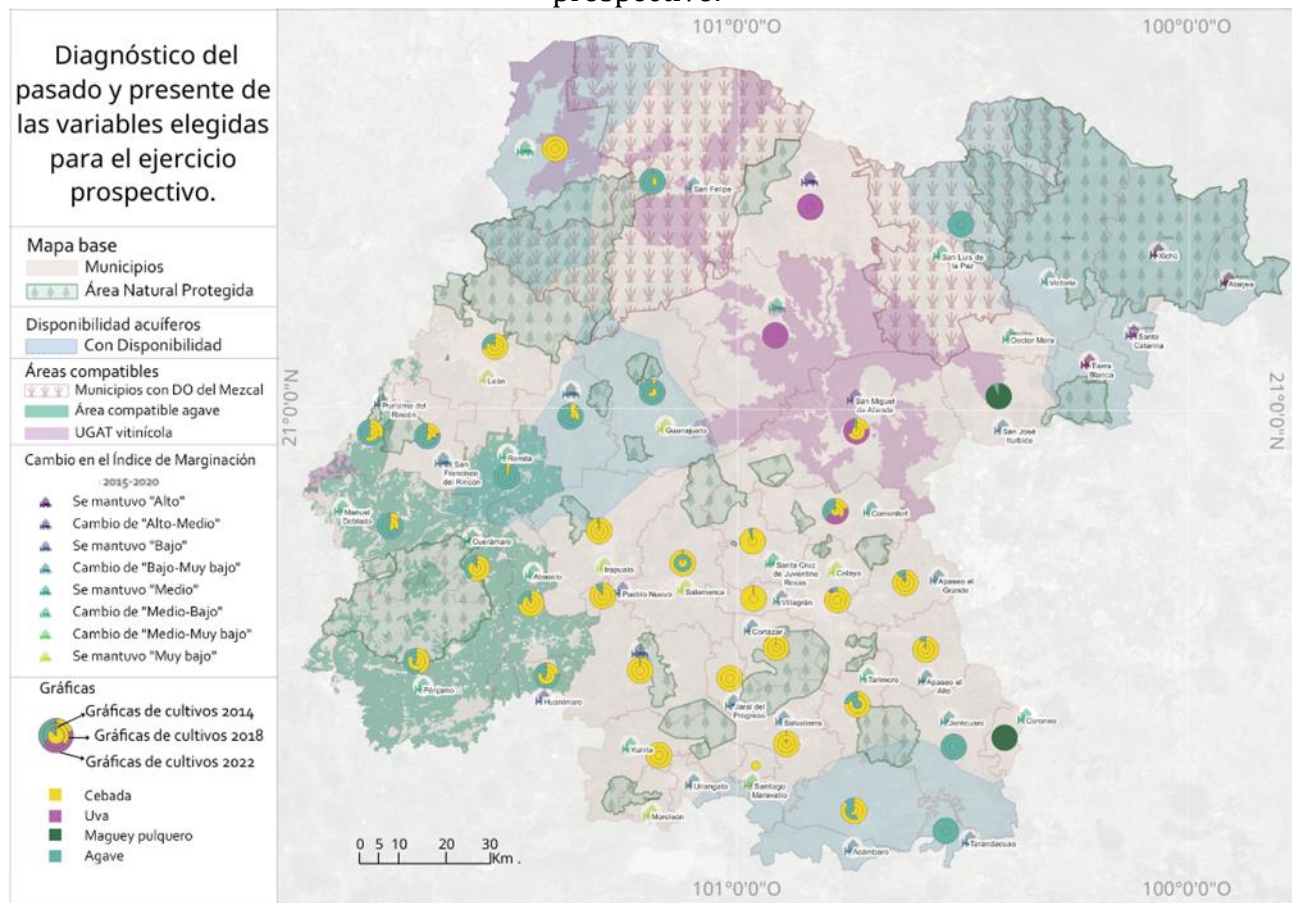 prospectivo.
Diagnóstico del
pasado y presente de
las variables elegidas
para el ejercicio
prospectivo.
Mapa base
Municipios
Área Natural Protegida
Disponibilidad acuíferos
Con Disponibilidad
Áreas compatibles
Municipios con DO del Mezcal
Área compatible agave
UGAT vitinícola
Cambio en el Índice de Marginación
2015-2020
Se mantuvo "Alto"
Cambio de "Alto-Medio"
Se mantuvo "Bajo"
Cambio de "Bajo-Muy bajo"
Se mantuvo "Medio"
Cambio de "Medio-Bajo"
Cambio de "Medio-Muy bajo"
Se mantuvo "Muy bajo"
Gráficas
Gráficas de cultivos 2014
Gráficas de cultivos 2018
Gráficas de cultivos 2022
Cebada
Uva
Maguey pulquero
Agave
101°0'0"O
100°0'0"O
21°0'0"N
21°0'0"N
San Felipe
San Luis de
la Paz
Xichú
Atarjea
Victoria
Santa
Catarina
Doctor Mora
Tierra
Blanca
León
Purísima del
Rincón
San
Francisco
del Rincón
Romita
Guanajuato
San Miguel
de Allende
San José
Iturbide
Manuel
Doblado
Cuerámaro
Abasolo
Irapuato
Pueblo Nuevo
Salamanca
Santa Cruz
de Juventino
Rosas
Celaya
Villagrán
Comonfort
Apaseo el
Grande
Cortazar
Pénjamo
Huanímaro
Jaral del
Progreso
Salvatierra
Tarimoro
Apaseo el
Alto
Jerécuaro
Coroneo
Yuriria
Uriangato
Santiago
Maravatío
Moroleón
Acámbaro
Tarandacuao
0 5 10 20 30
Km .
101°0'0"O
100°0'0"O